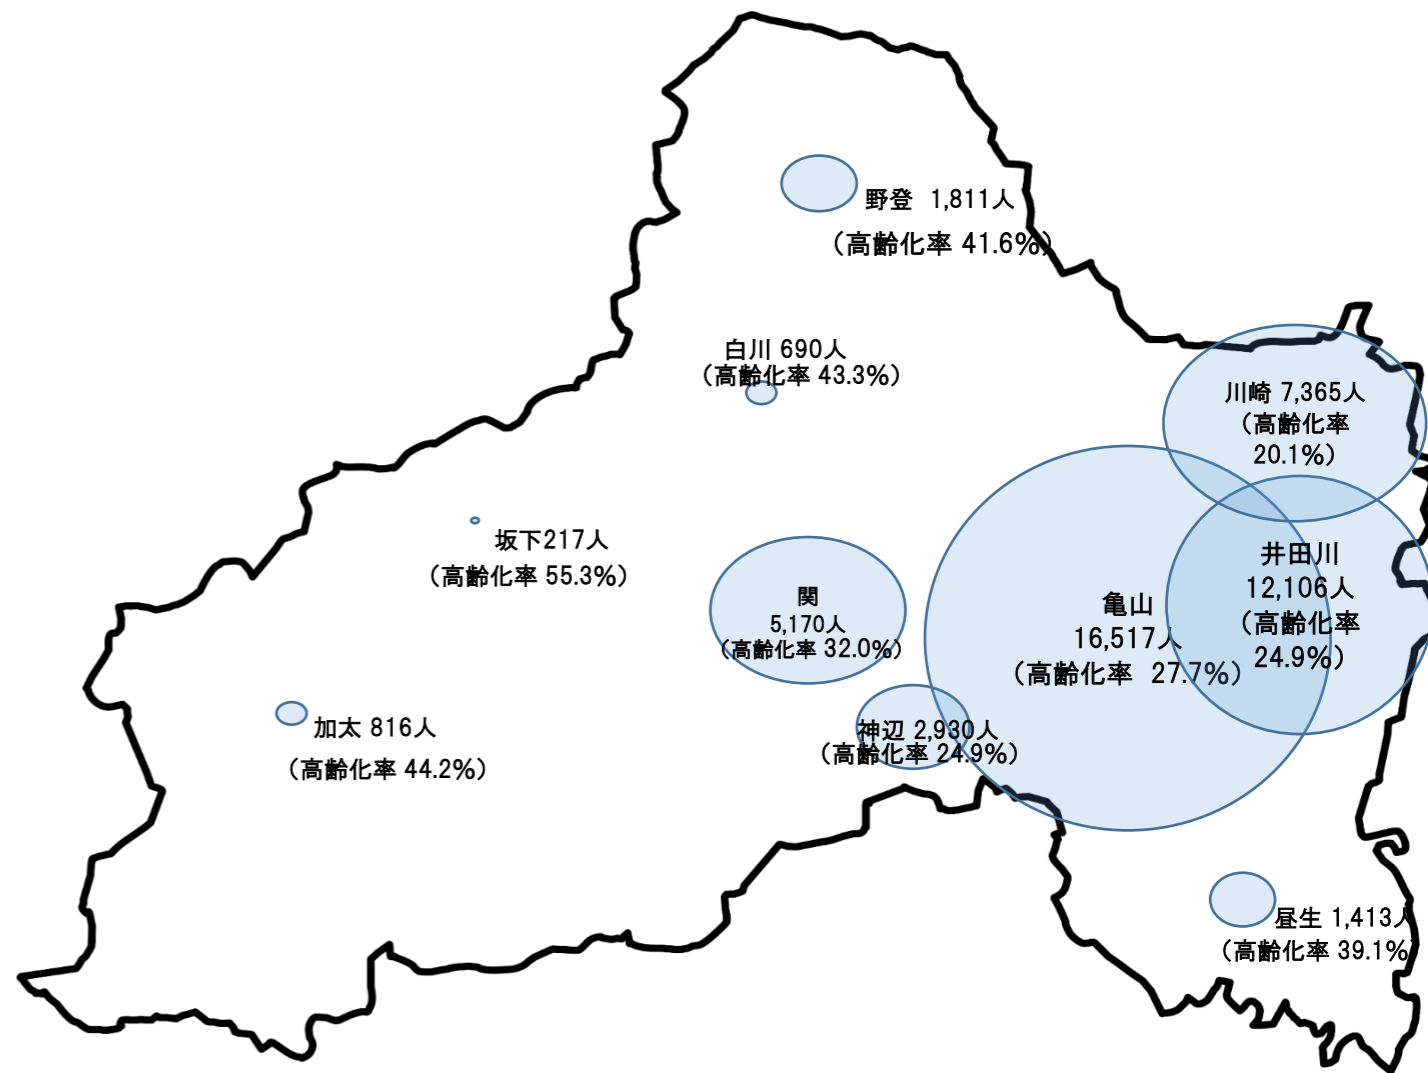 野登 1,811人
（高齢化率 41.6%）
白川 690人
（高齢化率 43.3%）
川崎 7,365人
（高齢化率
20.1%）
坂下217人
（高齢化率 55.3%）
井田川
12,106人
（高齢化率
24.9%）
関
5,170人
（高齢化率 32.0%）
亀山
16,517人
（高齢化率 27.7%）
加太 816人
（高齢化率 44.2%）
神辺 2,930人
（高齢化率 24.9%）
昼生 1,413人
（高齢化率 39.1%）